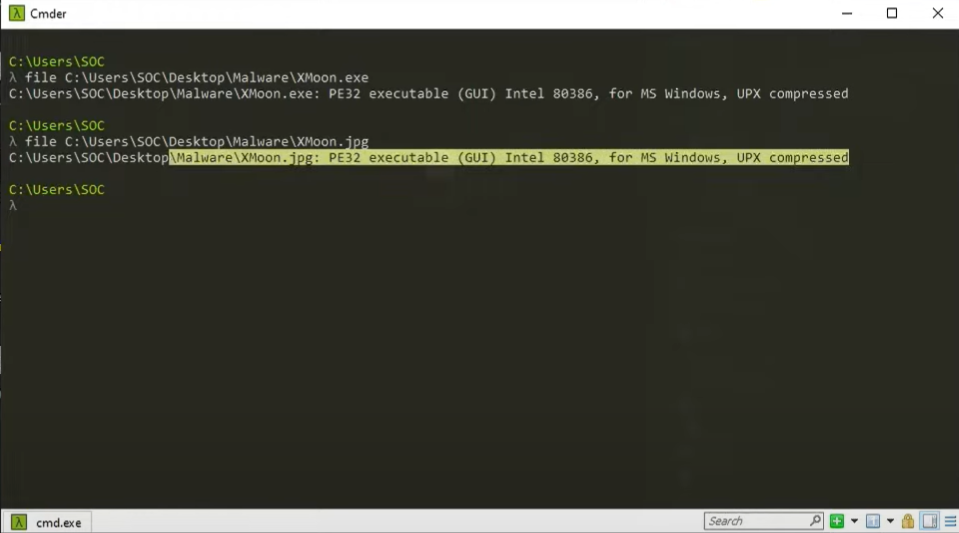 Cmder
C:\Users\SOC
λ file C:\Users\SOC\Desktop\Malware\XMoon.exe
C:\Users\SOC\Desktop\Malware\XMoon.exe: PE32 executable (GUI) Intel 80386, for MS Windows, UPX compressed
C:\Users\SOC
λ file C:\Users\SOC\Desktop\Malware\XMoon.jpg
C:\Users\SOC\Desktop\Malware\XMoon.jpg: PE32 executable (GUI) Intel 80386, for MS Windows, UPX compressed
C:\Users\SOC
λ
cmd.exe
Search